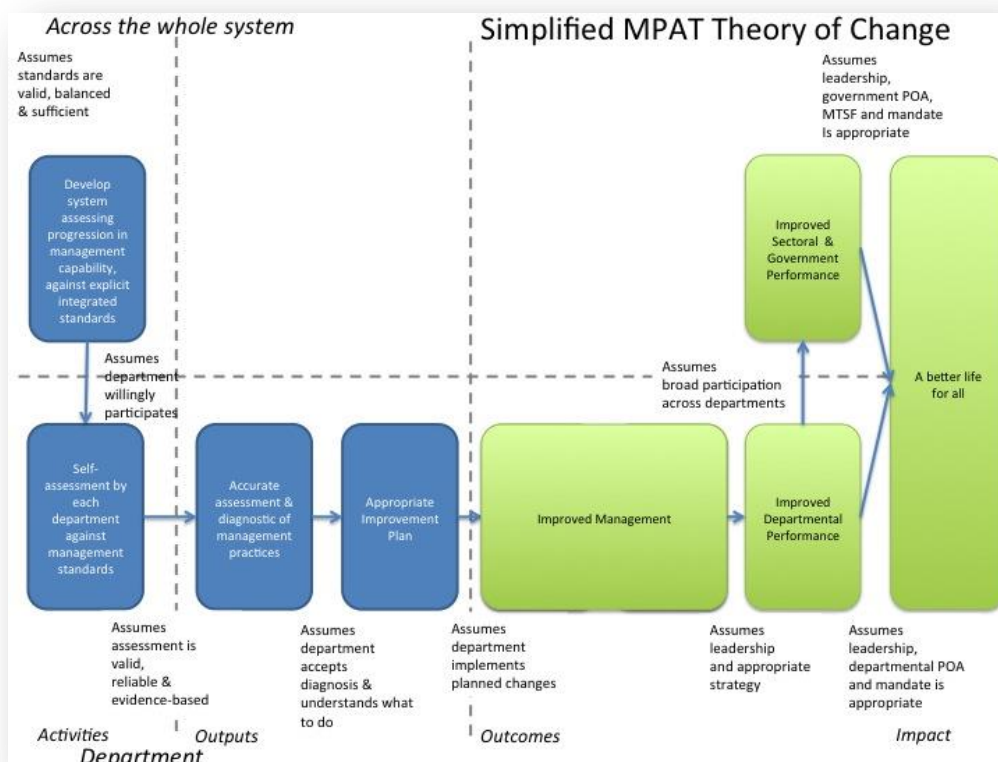 Across the whole system
Simplified MPAT Theory of Change
Assumes
standards are
valid, balanced
& sufficient
Assumes
leadership,
government POA,
MTSF and mandate
Is appropriate
Develop
system
assessing
progression in
management
capability,
against explicit
integrated
standards
Improved
Sectoral &
Government
Performance
A better life
for all
Assumes
department
willingly
participates
Assumes
broad participation
across departments
Self-
assessment by
each
department
against
management
standards
Accurate
assessment &
diagnostic of
management
practices
Appropriate
Improvement
Plan
Improved Management
Improved
Departmental
Performance
Assumes
assessment is
valid,
reliable &
evidence-based
Assumes
department
accepts
diagnosis &
understands what
to do
Assumes
department
implements
planned changes
Assumes
leadership
and appropriate
strategy
Assumes
leadership,
departmental POA
and mandate is
appropriate
Activities
Outputs
Outcomes
Impact
Department